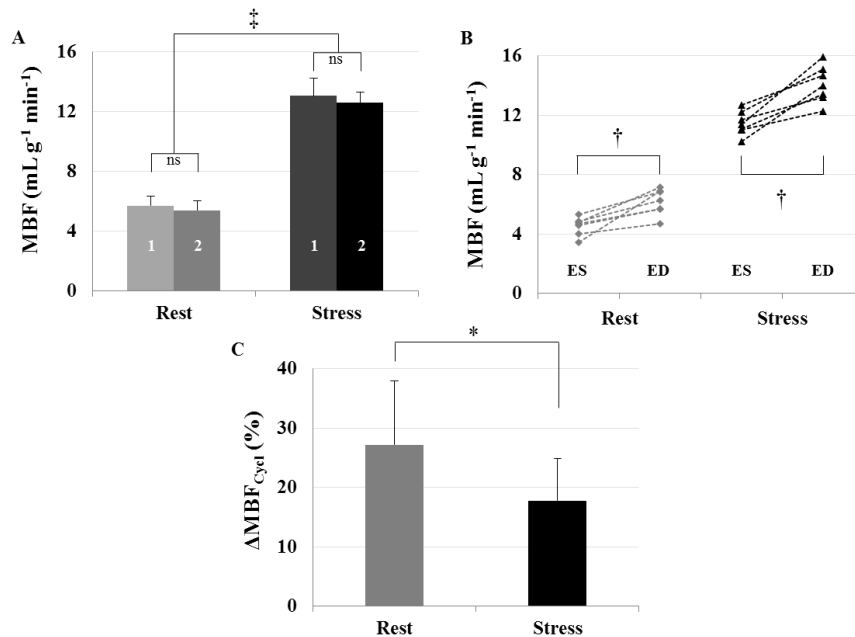 A
MBF (mL g⁻¹ min⁻¹)
16
12
8
4
0
‡
ns
ns
1
2
1
2
Rest
Stress
B
MBF (mL g⁻¹ min⁻¹)
16
12
8
4
0
†
†
ES
ED
ES
ED
Rest
Stress
C
ΔMBF_Cycl (%)
40
30
20
10
0
*
Rest
Stress